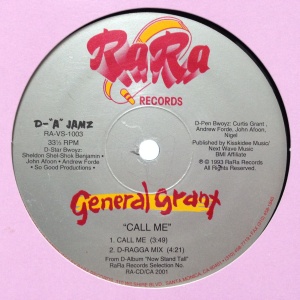 RaRa
RECORDS
D-"A" JAMZ
RA-VS-1003
33⅓ RPM
D-Star Bwoyz:
Sheldon Shel-Shok Bengamin •
John Afoon • Andrew Forde
• So Good Productions •
D-Pen Bwoyz: Curtis Grant,
Andrew Forde, John Afoon,
Nigel
Published by Kisskidee Music/
Next Wave Music
BMI Affiliate
℗ © 1993 RaRa Records
All Rights Reserved.
General Grant
"CALL ME"
1. CALL ME (3:49)
2. D-RAGGA MIX (4:21)
From D-Album "Now Stand Tall"
RaRa Records Selection No.
RA-CD/CA 2001